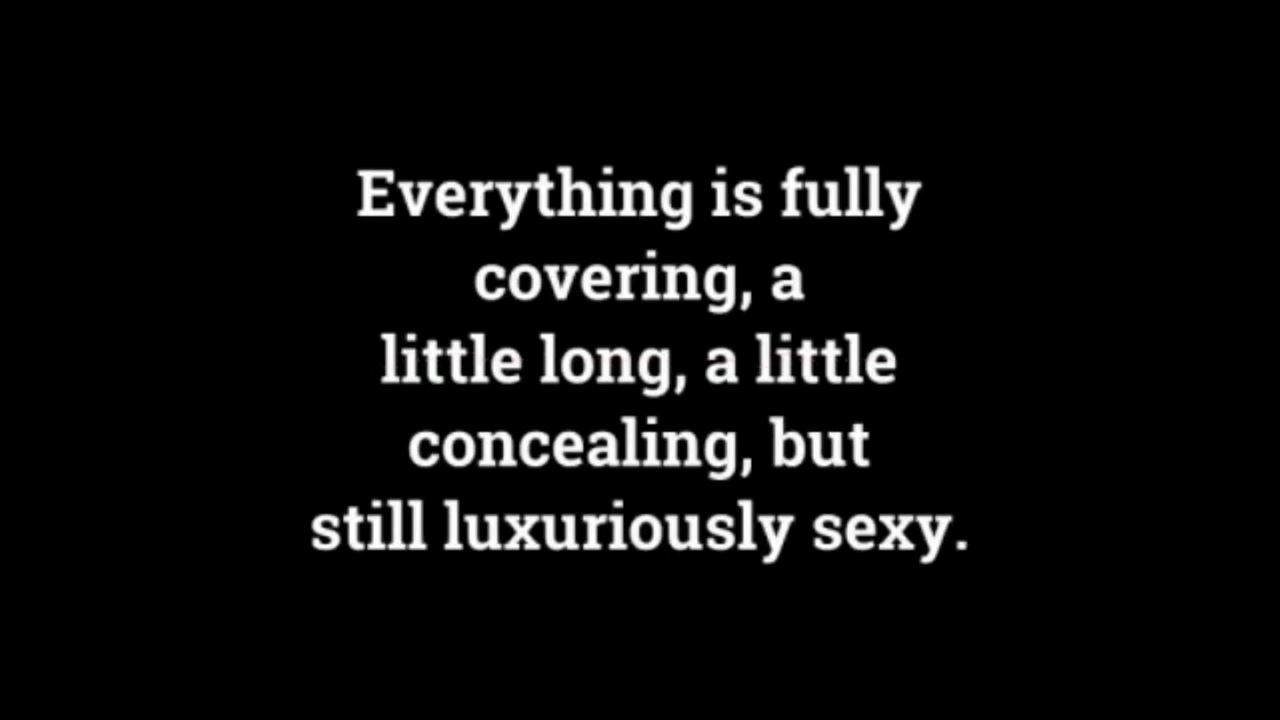 Everything is fully
covering, a
little long, a little
concealing, but
still luxuriously sexy.